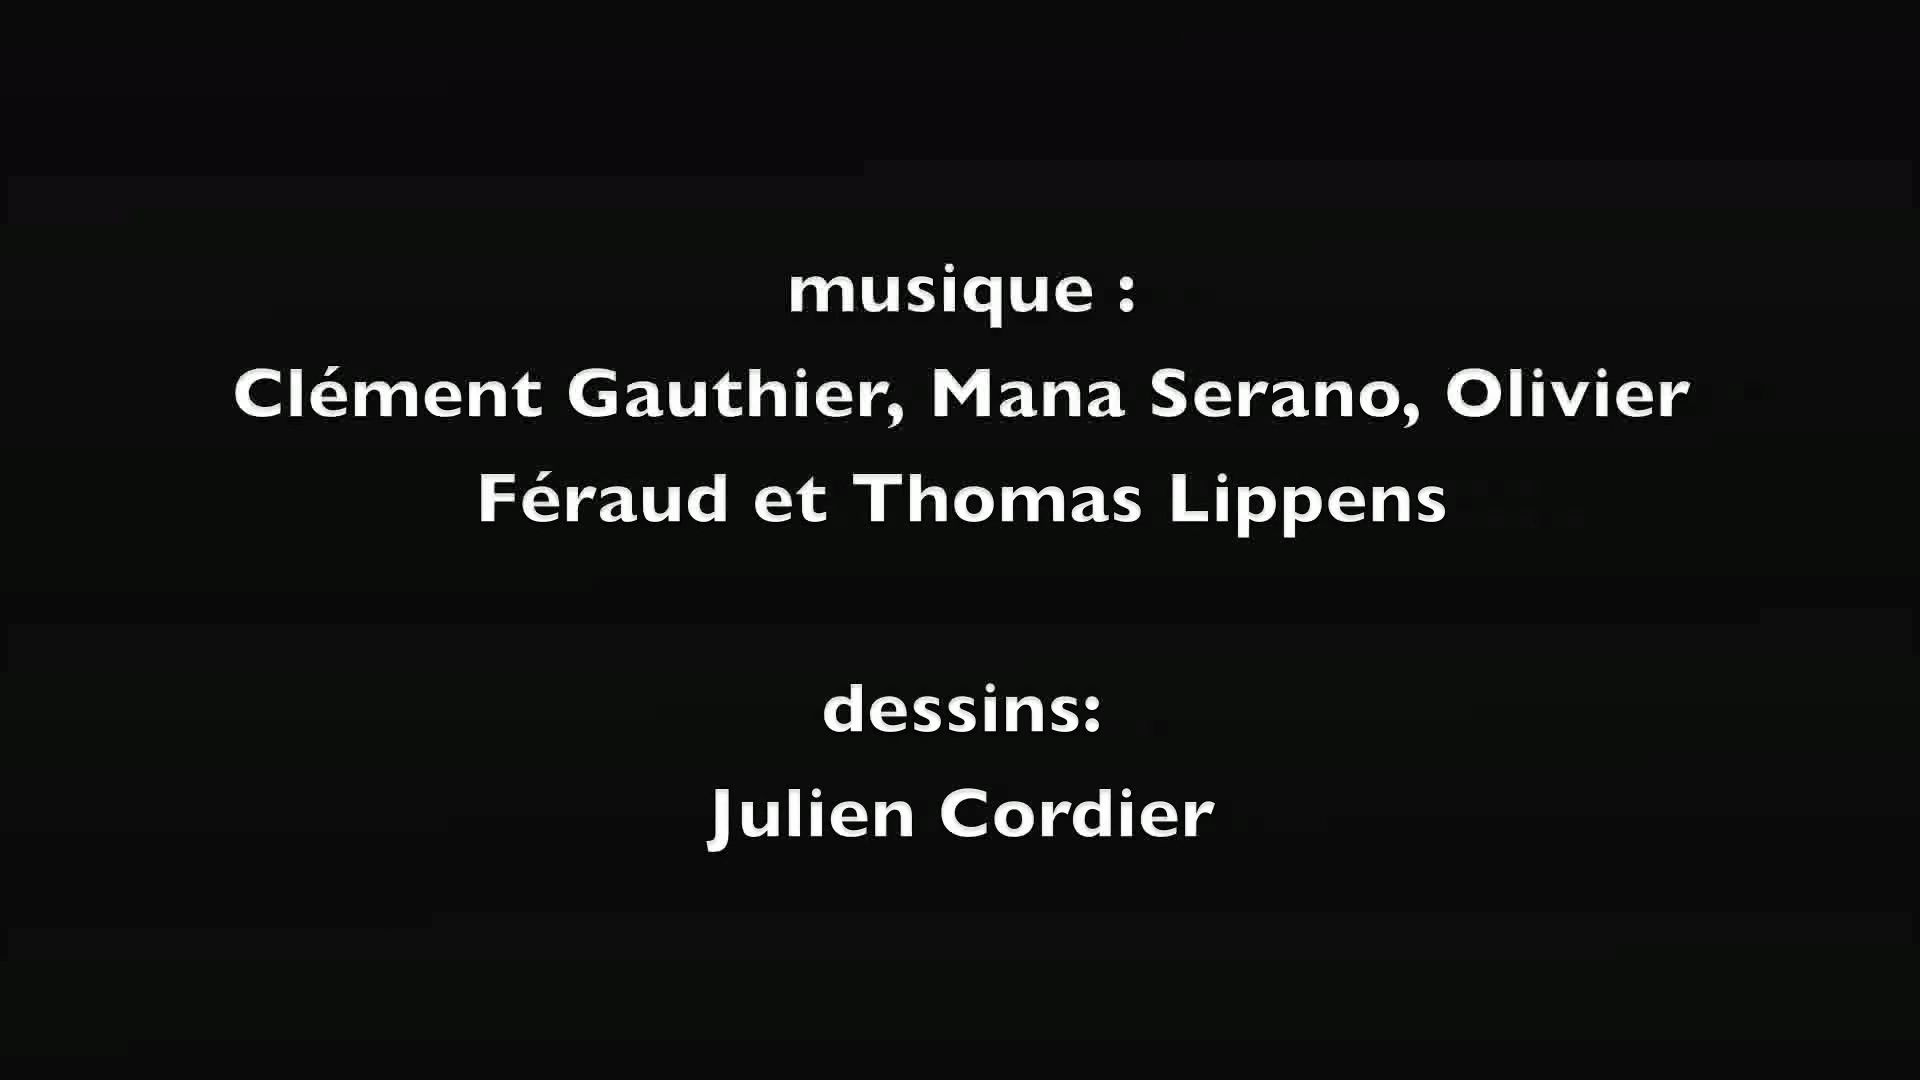 musique :
Clément Gauthier, Mana Serano, Olivier
Féraud et Thomas Lippens
dessins:
Julien Cordier